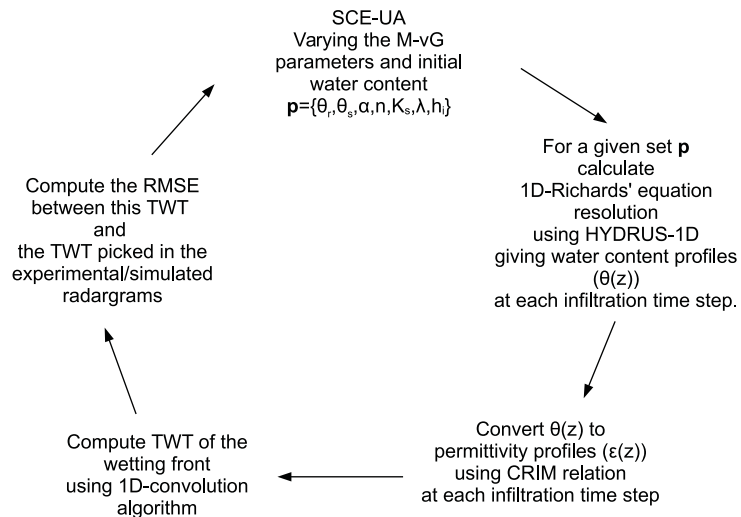 SCE-UA
Varying the M-vG
parameters and initial
water content
p={θr,θs,α,n,Ks,λ,hi}
For a given set p
calculate
1D-Richards' equation
resolution
using HYDRUS-1D
giving water content profiles
(θ(z))
at each infiltration time step.
Convert θ(z) to
permittivity profiles (ε(z))
using CRIM relation
at each infiltration time step
Compute TWT of the
wetting front
using 1D-convolution
algorithm
Compute the RMSE
between this TWT
and
the TWT picked in the
experimental/simulated
radargrams